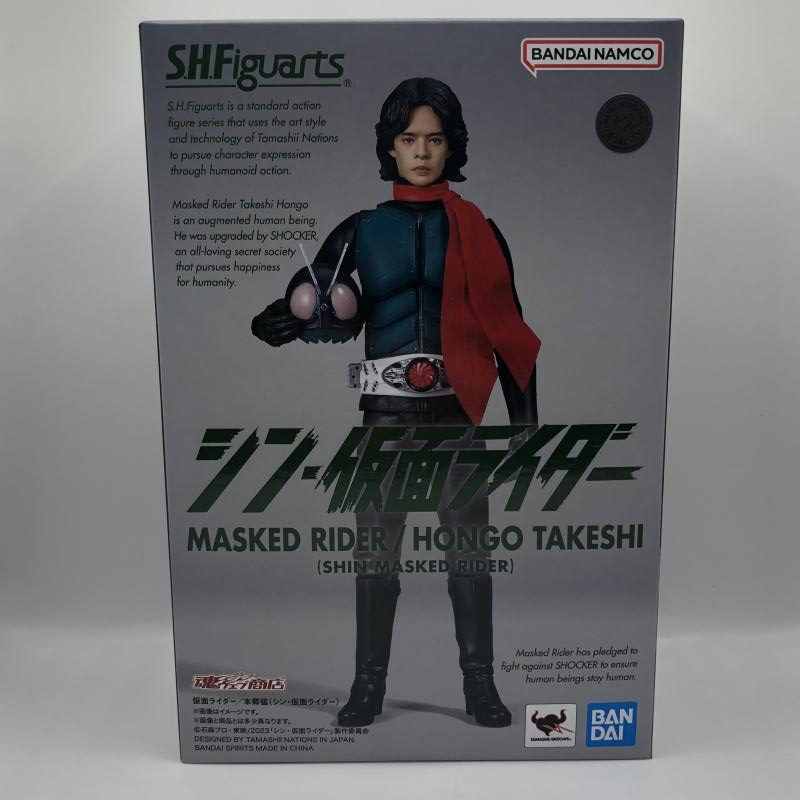 S.H.Figuarts®
BANDAI NAMCO
S.H.Figuarts is a standard action
figure series that uses the art style
and technology of Tamashii Nations
to pursue character expression
through humanoid action.
Masked Rider Takeshi Hongo
is an augmented human being.
He was upgraded by SHOCKER,
an all-loving secret society
that pursues happiness
for humanity.
シン・仮面ライダー
MASKED RIDER / HONGO TAKESHI
(SHIN MASKED RIDER)
Masked Rider has pledged to
fight against SHOCKER to ensure
human beings stay human.
魂ウェブ商店
仮面ライダー/本郷猛(シン・仮面ライダー)
※画像はイメージです。
※画像と商品とは多少異なります。
©石森プロ・東映/2023「シン・仮面ライダー」製作委員会
DESIGNED BY TAMASHII NATIONS IN JAPAN
BANDAI SPIRITS MADE IN CHINA
TAMASHII NATIONS
BAN
DAI